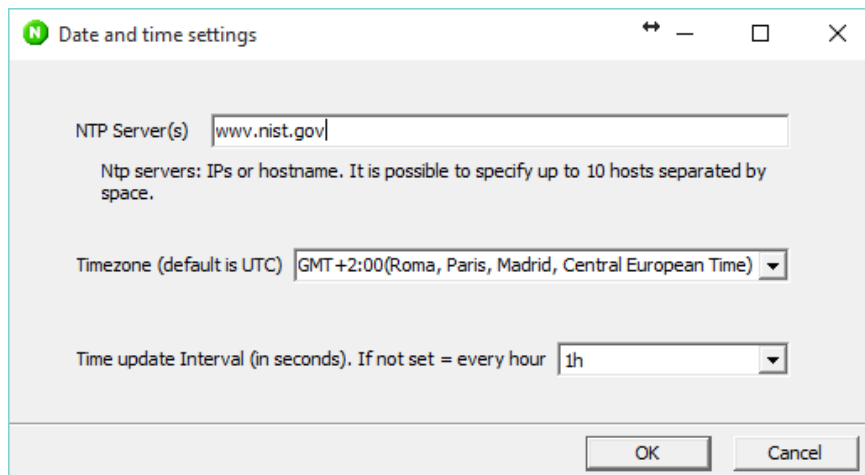 N Date and time settings
NTP Server(s) wwv.nist.gov
Ntp servers: IPs or hostname. It is possible to specify up to 10 hosts separated by
space.
Timezone (default is UTC) GMT+2:00(Roma, Paris, Madrid, Central European Time)
Time update Interval (in seconds). If not set = every hour 1h
OK Cancel